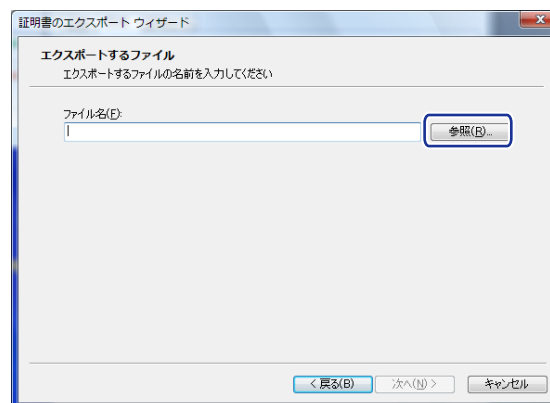 証明書のエクスポート ウィザード
エクスポートするファイル
エクスポートするファイルの名前を入力してください
ファイル名(F):
参照(R)...
< 戻る(B)
次へ(N) >
キャンセル